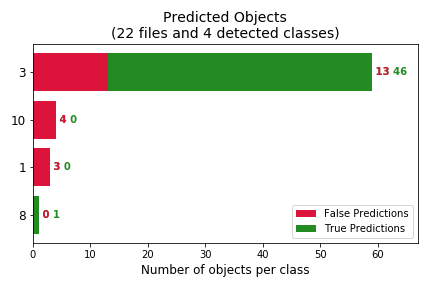 Predicted Objects
(22 files and 4 detected classes)
3 13 46
10 4 0
1 3 0
8 0 1
False Predictions
True Predictions
0 10 20 30 40 50 60
Number of objects per class